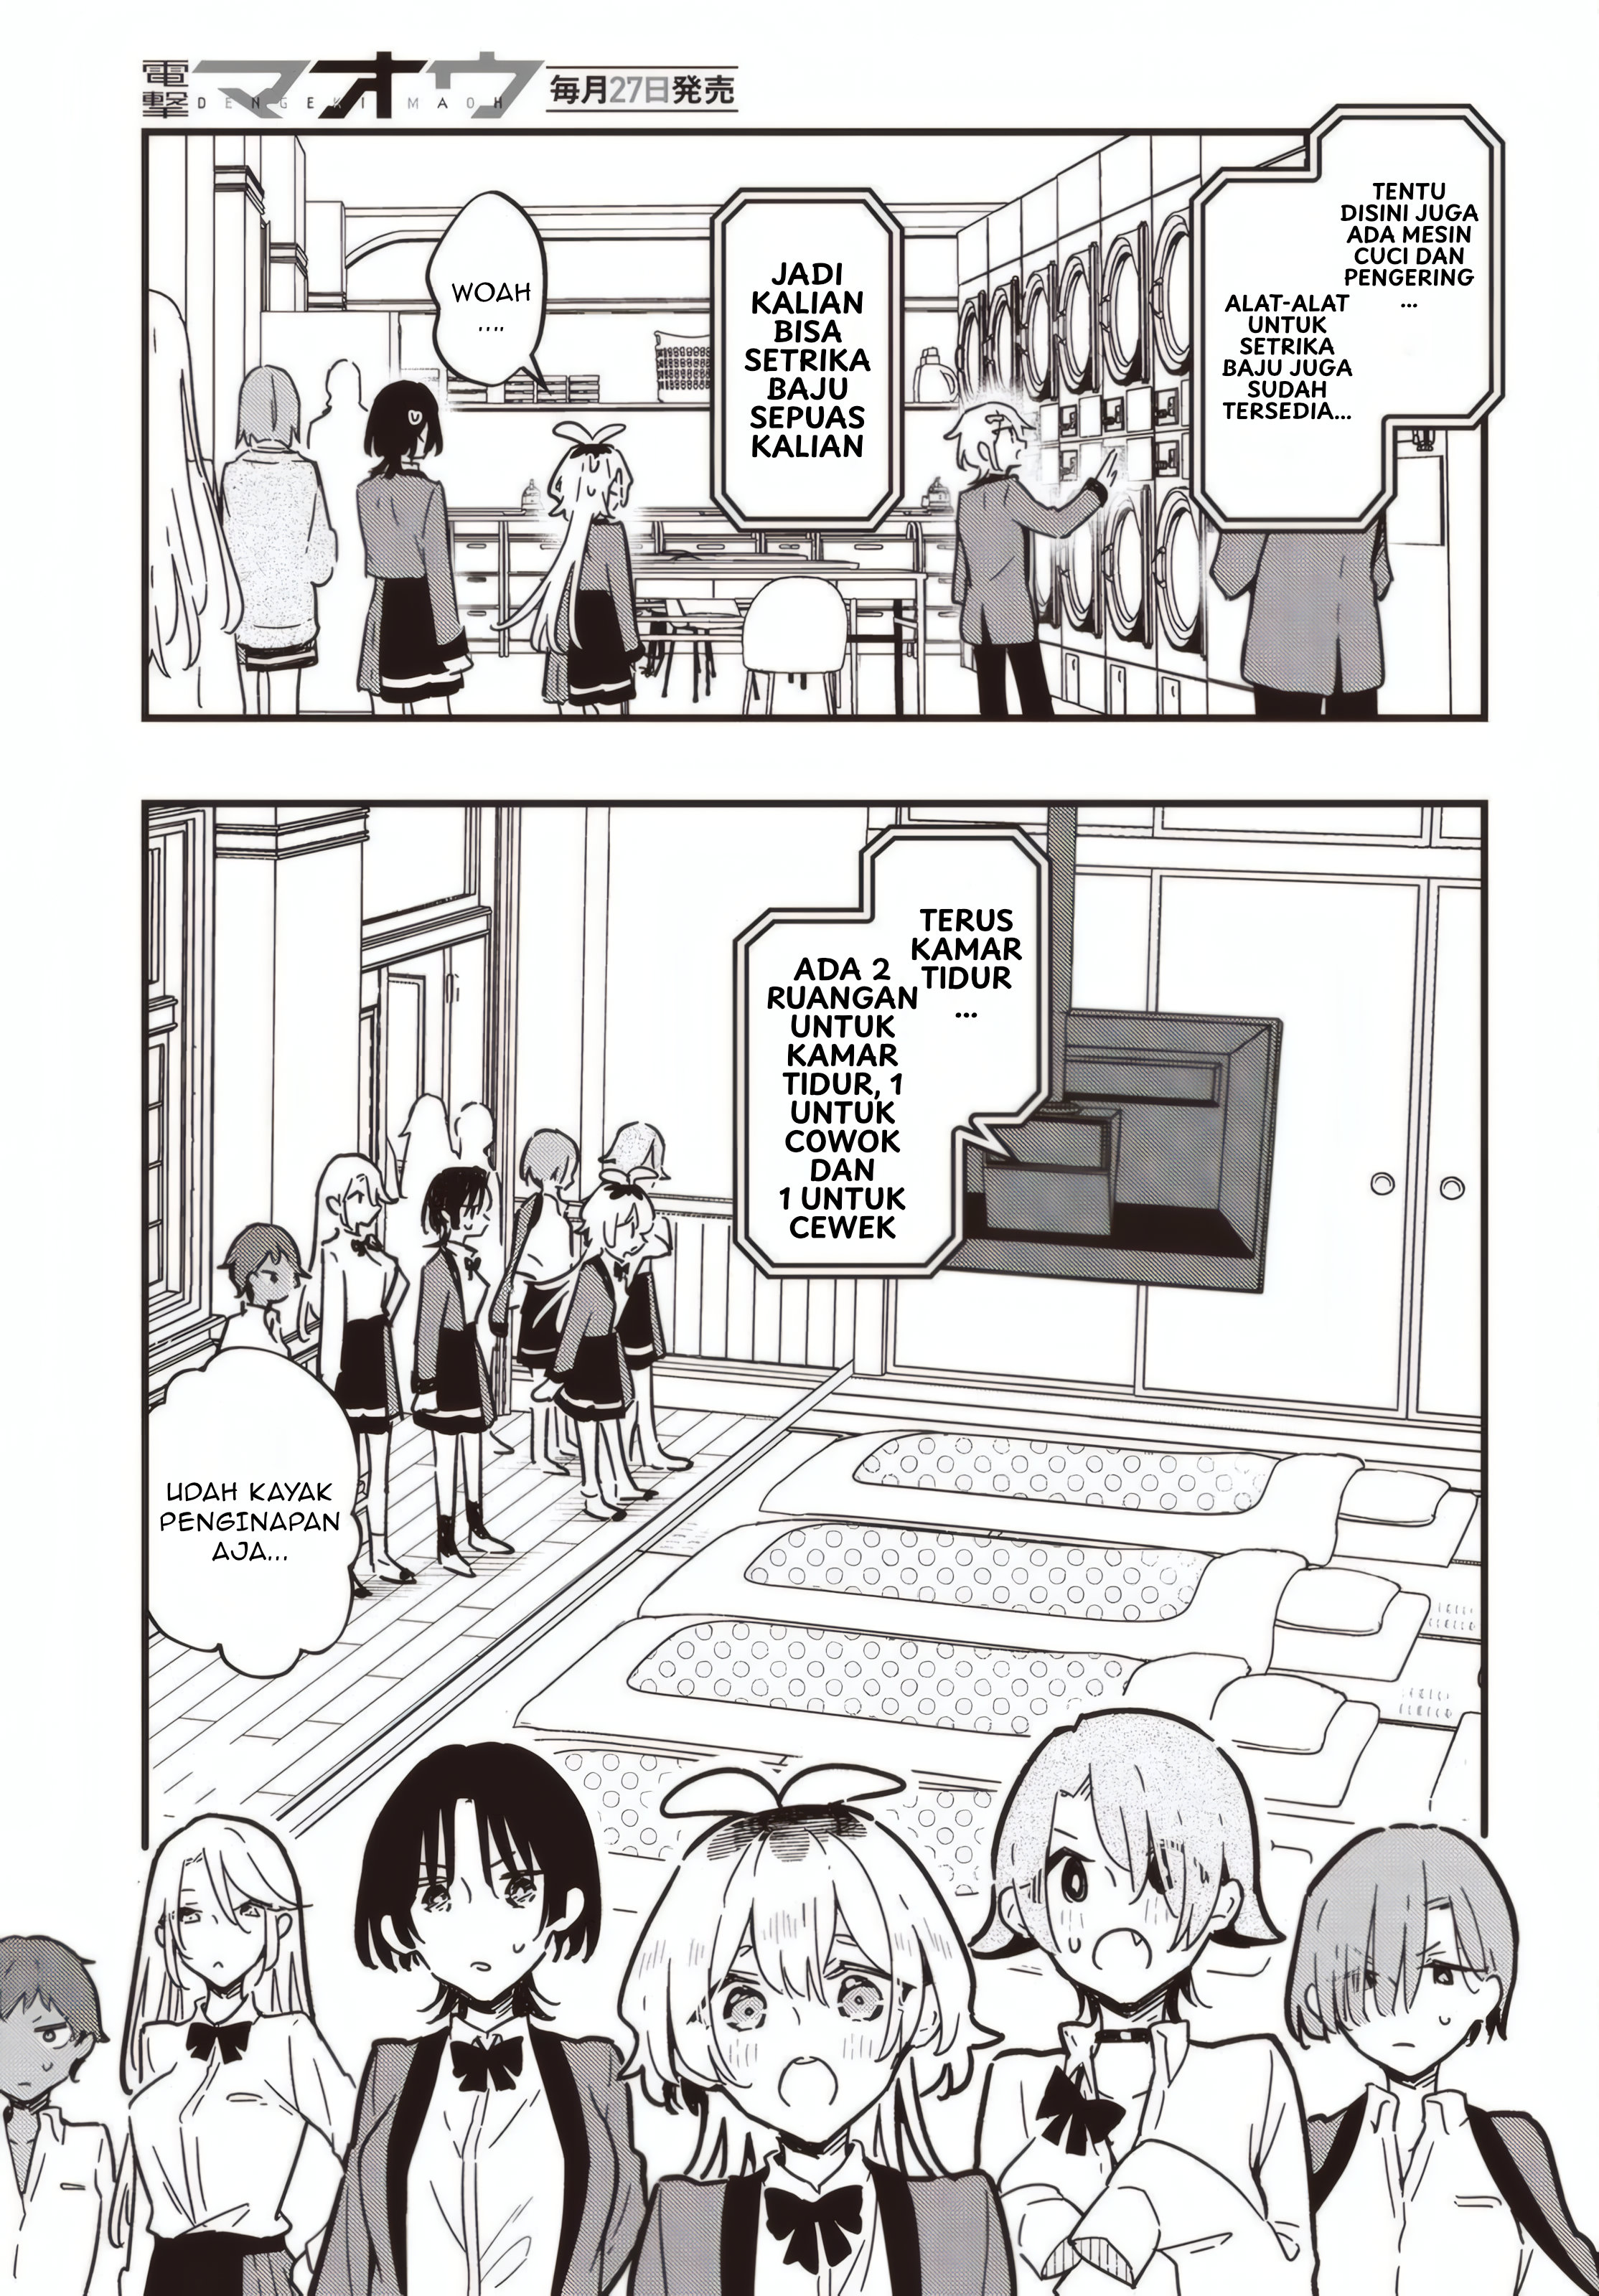 電撃マオウ 毎月27日発売
DENGEKI MAOH
TENTU
DISINI JUGA
ADA MESIN
CUCI DAN
PENGERING
...
ALAT-ALAT
UNTUK
SETRIKA
BAJU JUGA
SUDAH
TERSEDIA...
JADI
KALIAN
BISA
SETRIKA
BAJU
SEPUAS
KALIAN
WOAH
....
TERUS
KAMAR
TIDUR
...
ADA 2
RUANGAN
UNTUK
KAMAR
TIDUR, 1
UNTUK
COWOK
DAN
1 UNTUK
CEWEK
UDAH KAYAK
PENGINAPAN
AJA...